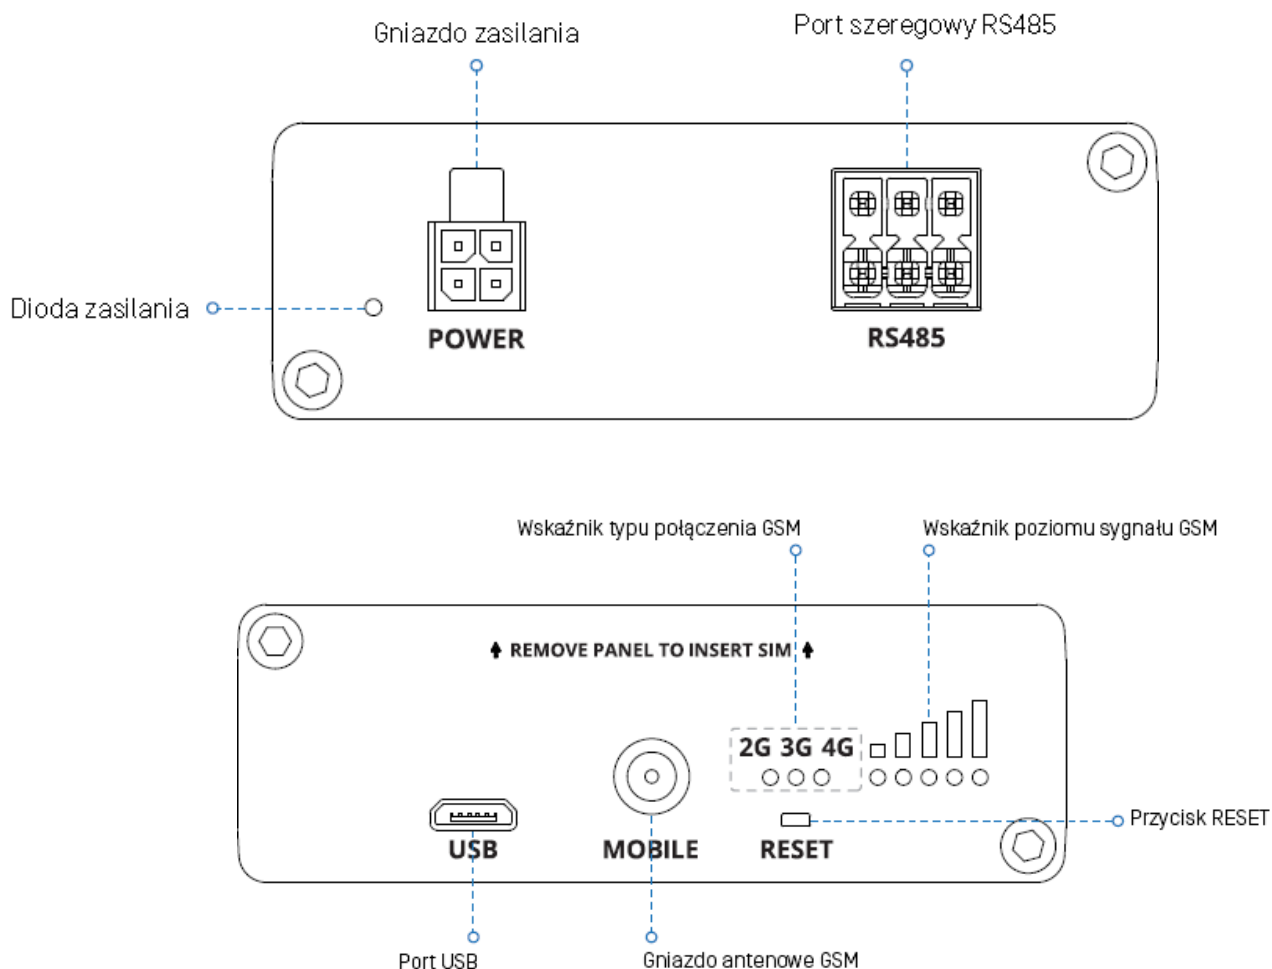 Gniazdo zasilania
Port szeregowy RS485
Dioda zasilania
POWER
RS485
Wskaźnik typu połączenia GSM
Wskaźnik poziomu sygnału GSM
REMOVE PANEL TO INSERT SIM
2G 3G 4G
Przycisk RESET
USB
MOBILE
RESET
Port USB
Gniazdo antenowe GSM